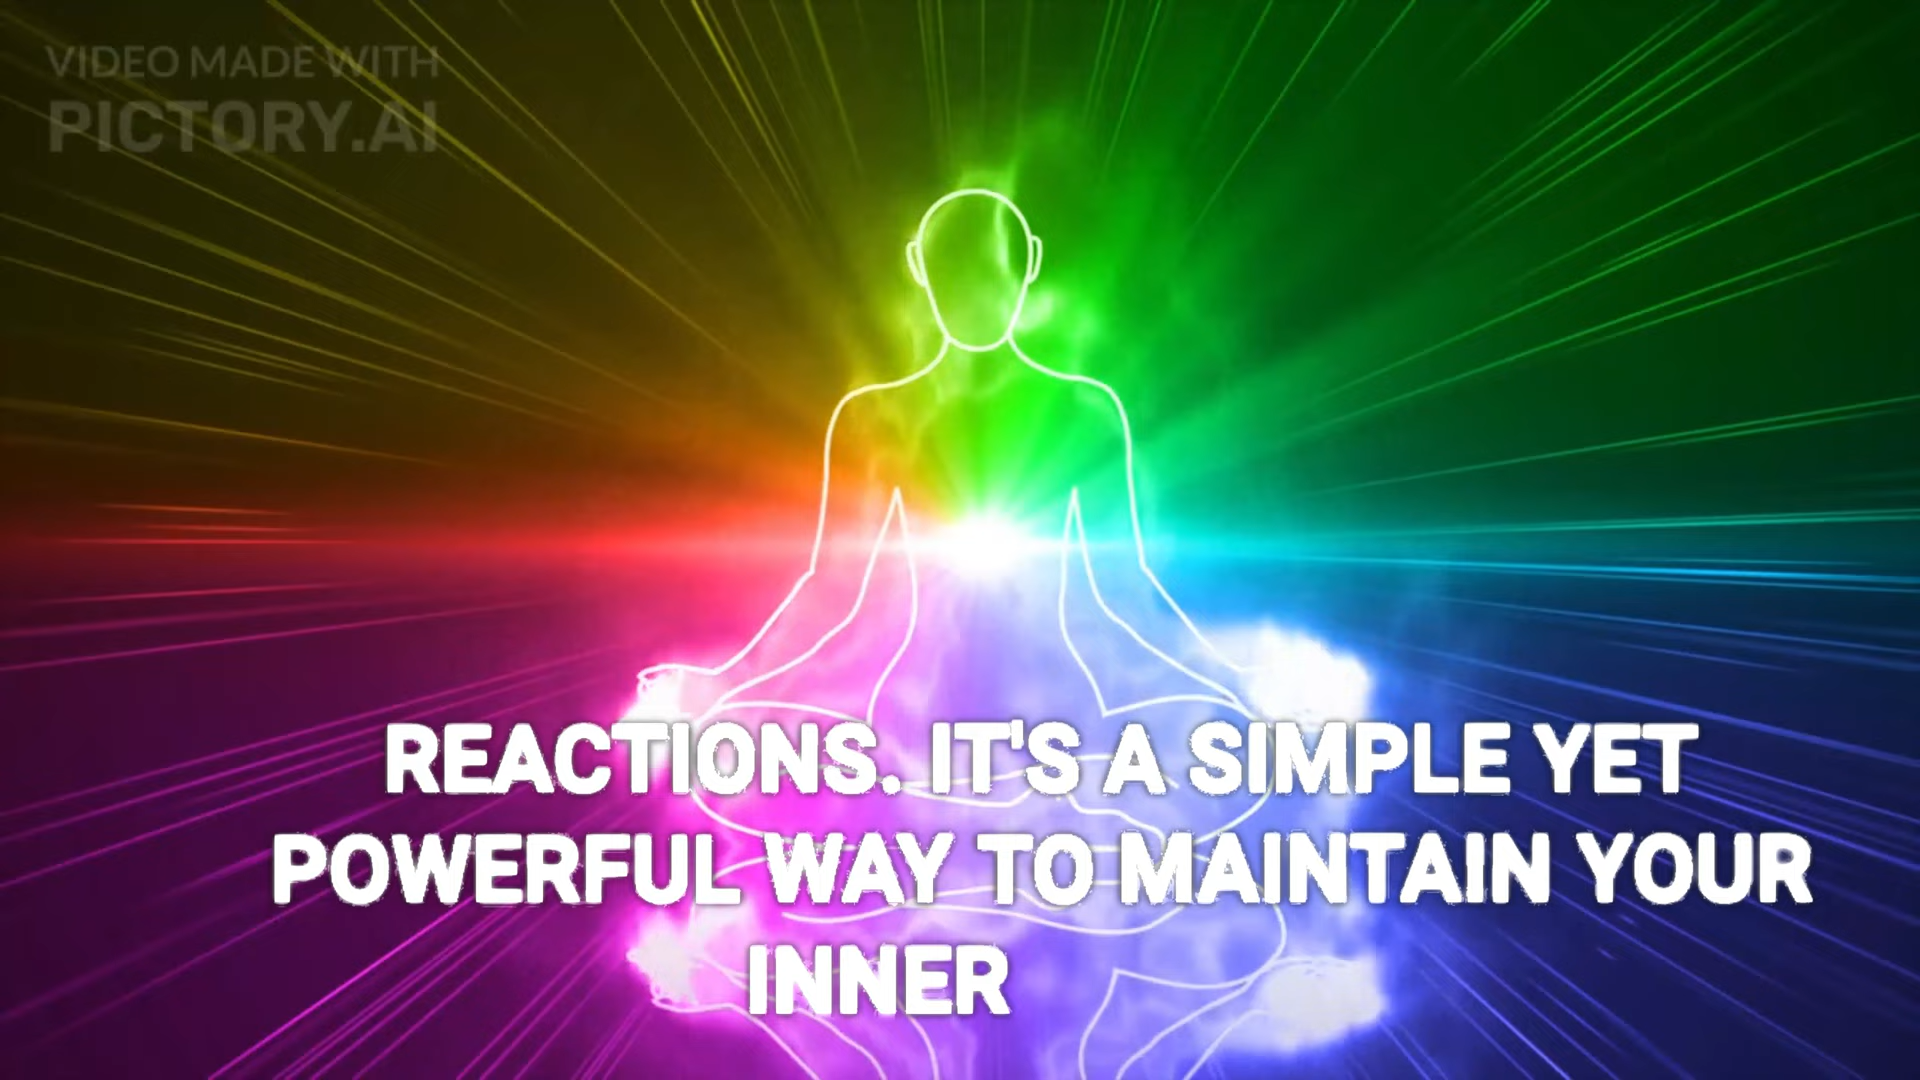 VIDEO MADE WITH
PICTORY.AI
REACTIONS. IT'S A SIMPLE YET
POWERFUL WAY TO MAINTAIN YOUR
INNER